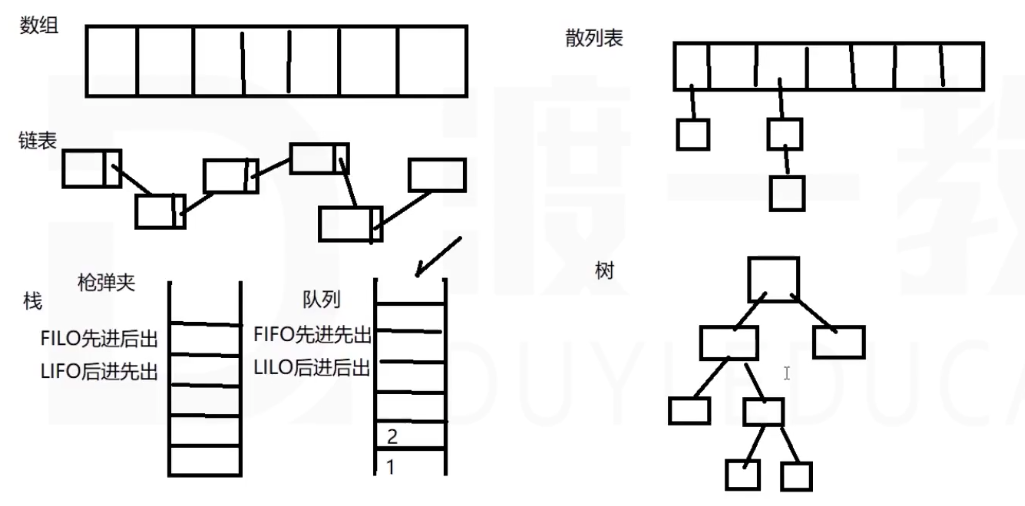 数组
散列表
链表
枪弹夹
栈
队列
树
FILO先进后出
FIFO先进先出
LIFO后进先出
LILO后进后出
2
1
渡一教
DUYI EDUCA